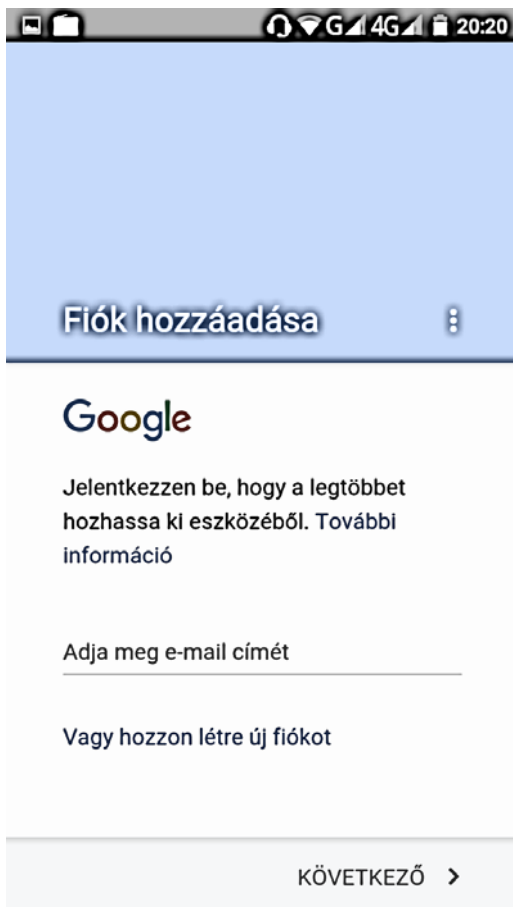 G 4G 20:20
Fiók hozzáadása
Google
Jelentkezzen be, hogy a legtöbbet
hozhassa ki eszközéből. További
információ
Adja meg e-mail címét
Vagy hozzon létre új fiókot
KÖVETKEZŐ